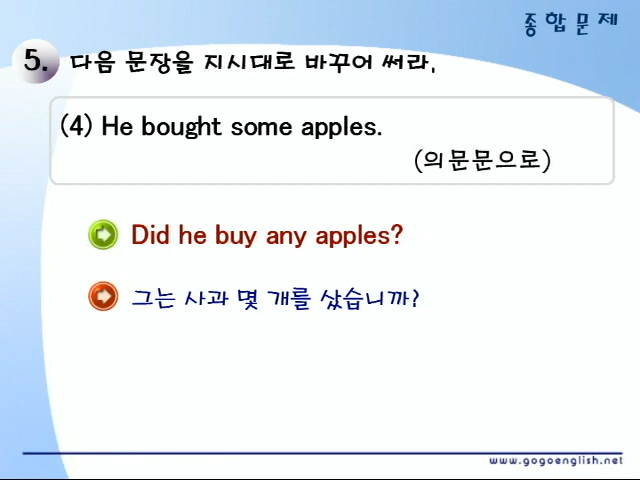 종합문제
5. 다음 문장을 지시대로 바꾸어 써라.
(4) He bought some apples.
(의문문으로)
Did he buy any apples?
그는 사과 몇 개를 샀습니까?
www.gogoenglish.net